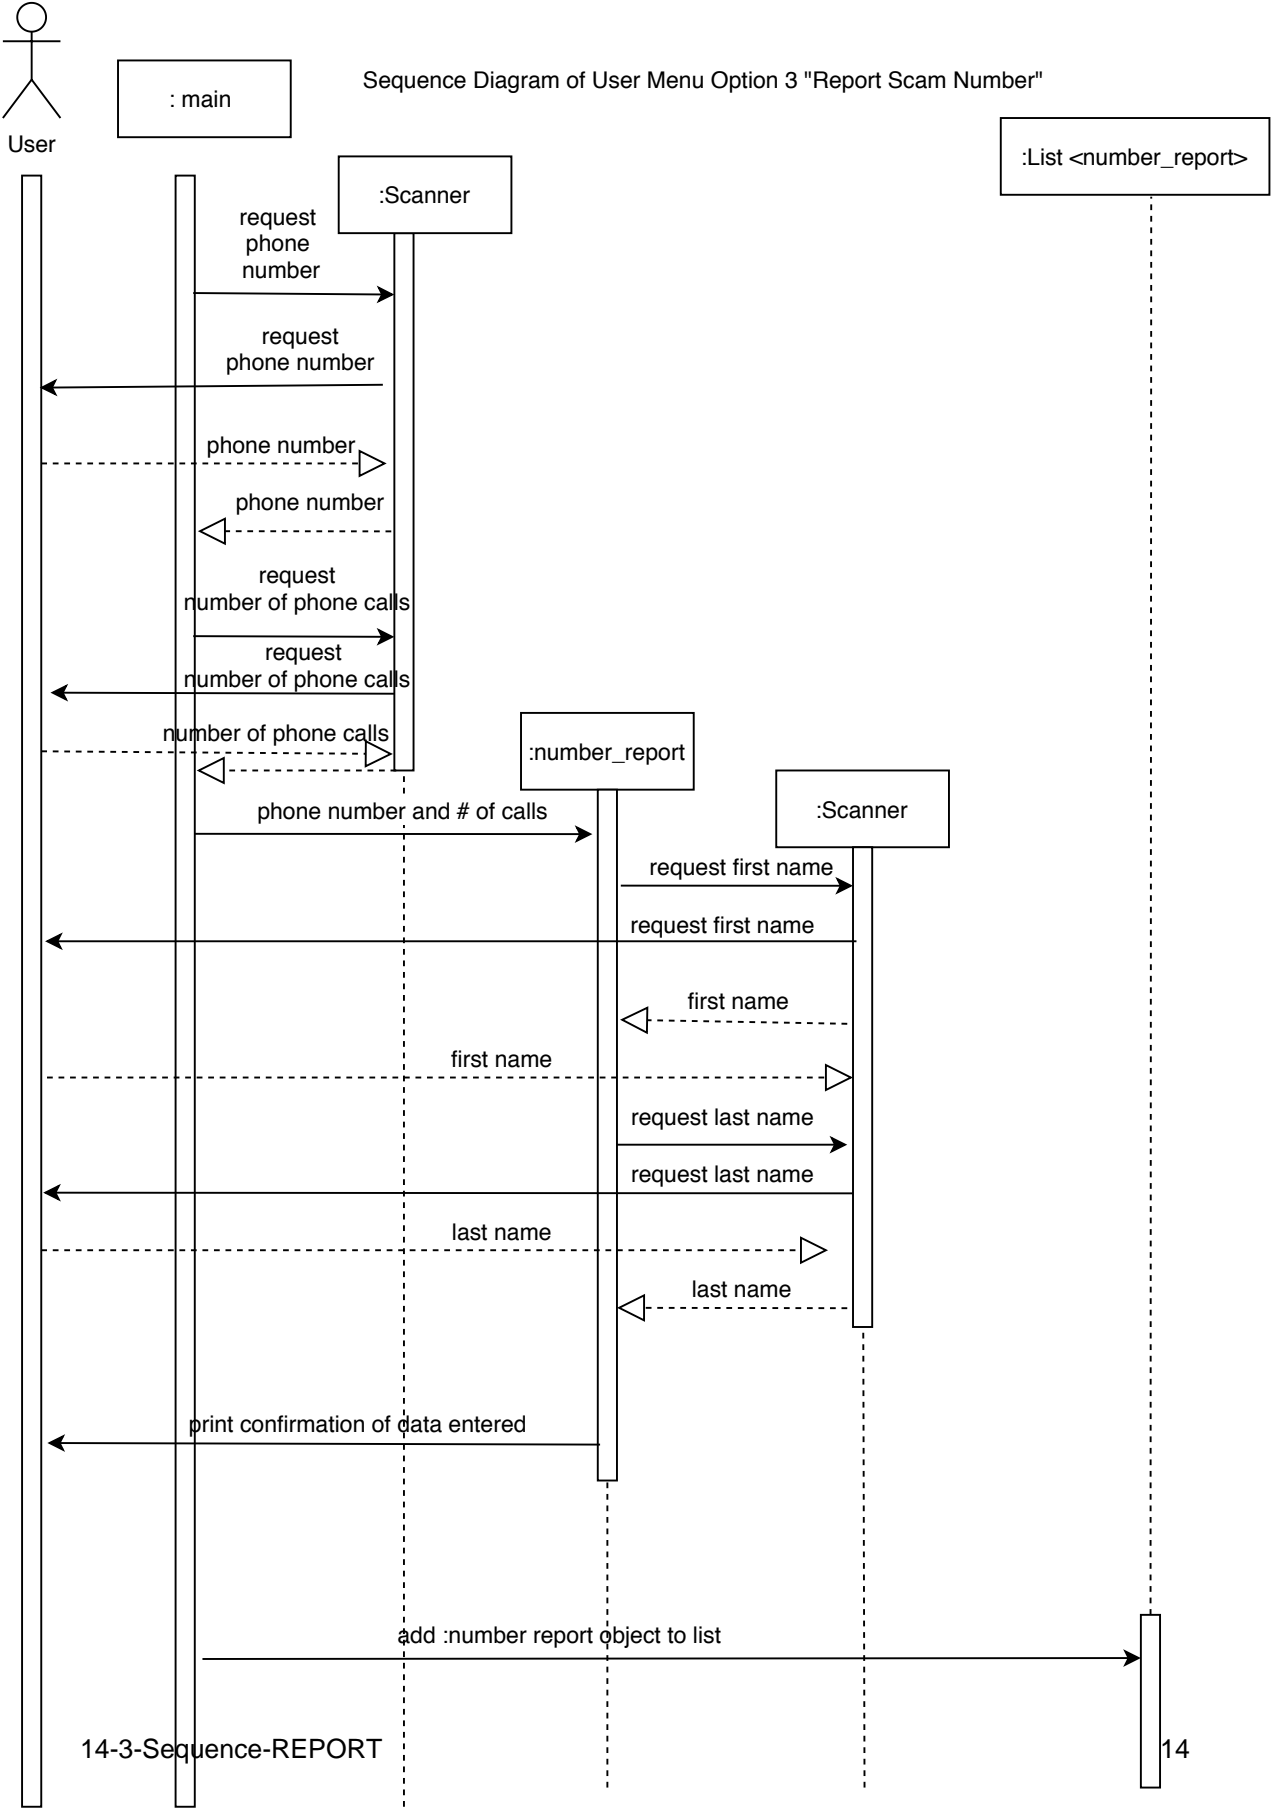 Sequence Diagram of User Menu Option 3 "Report Scam Number"
: main
User
:List <number_report>
:Scanner
request
phone
number
request
phone number
phone number
phone number
request
number of phone calls
request
number of phone calls
number of phone calls
:number_report
phone number and # of calls
:Scanner
request first name
request first name
first name
first name
request last name
request last name
last name
last name
print confirmation of data entered
add :number report object to list
14-3-Sequence-REPORT
14